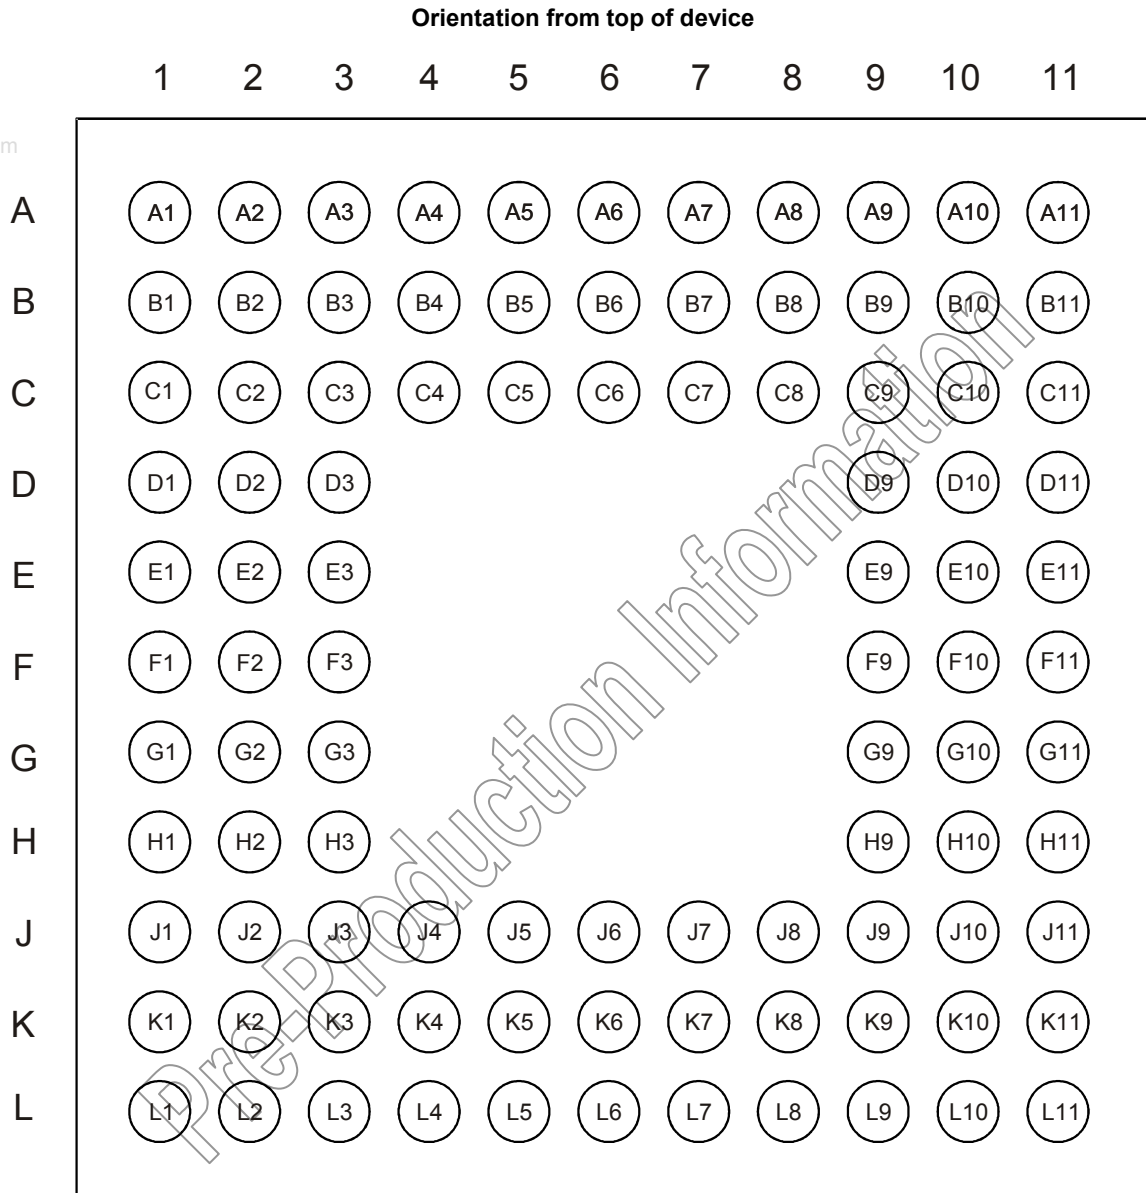 Orientation from top of device
1 2 3 4 5 6 7 8 9 10 11
m
A A1 A2 A3 A4 A5 A6 A7 A8 A9 A10 A11
B B1 B2 B3 B4 B5 B6 B7 B8 B9 B10 B11
C C1 C2 C3 C4 C5 C6 C7 C8 C9 C10 C11
D D1 D2 D3 D9 D10 D11
E E1 E2 E3 E9 E10 E11
F F1 F2 F3 F9 F10 F11
G G1 G2 G3 G9 G10 G11
H H1 H2 H3 H9 H10 H11
J J1 J2 J3 J4 J5 J6 J7 J8 J9 J10 J11
K K1 K2 K3 K4 K5 K6 K7 K8 K9 K10 K11
L L1 L2 L3 L4 L5 L6 L7 L8 L9 L10 L11
Pre-Production Information